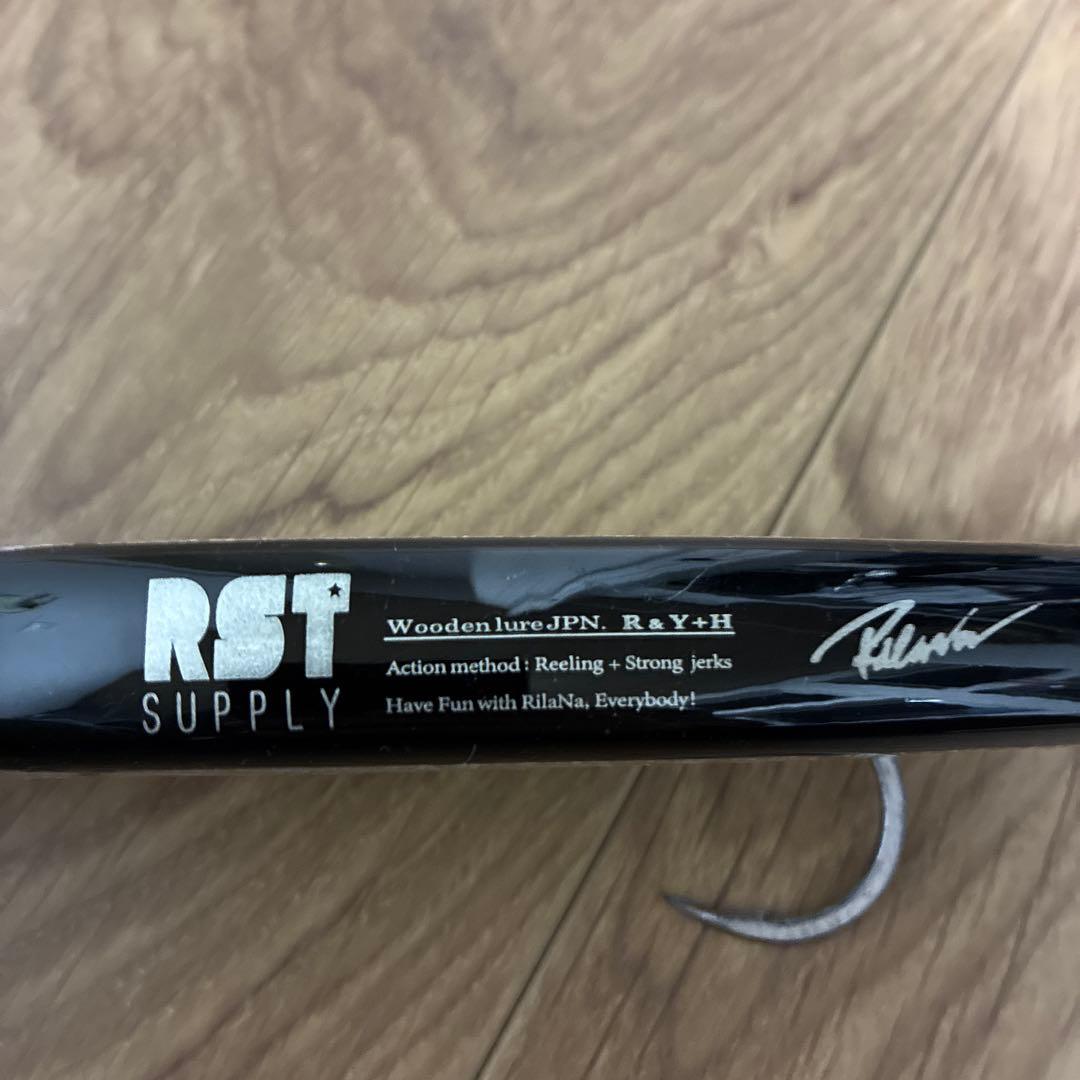 RST
SUPPLY
Wooden lure JPN. R & Y+H
Action method : Reeling + Strong jerks
Have Fun with RilaNa, Everybody!